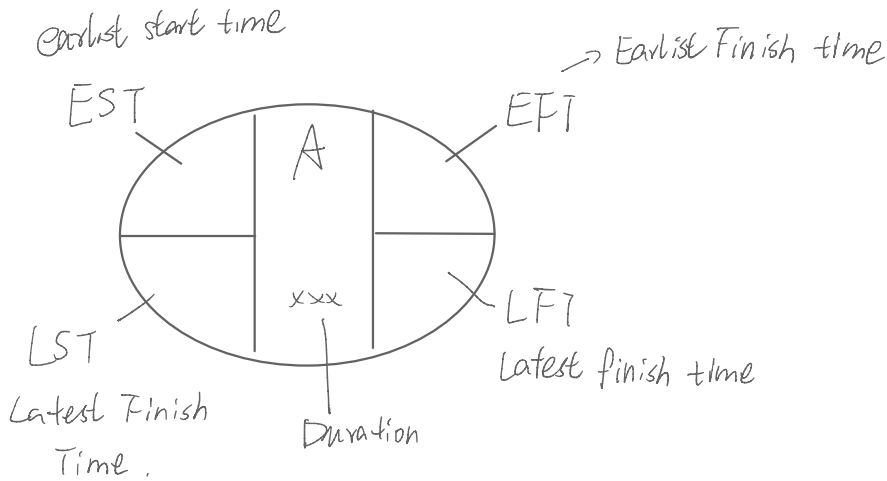 earlist start time
EST
EFT
Earlist Finish time
A
xxx
LST
Latest Finish
Time.
LFT
Latest finish time
Duration